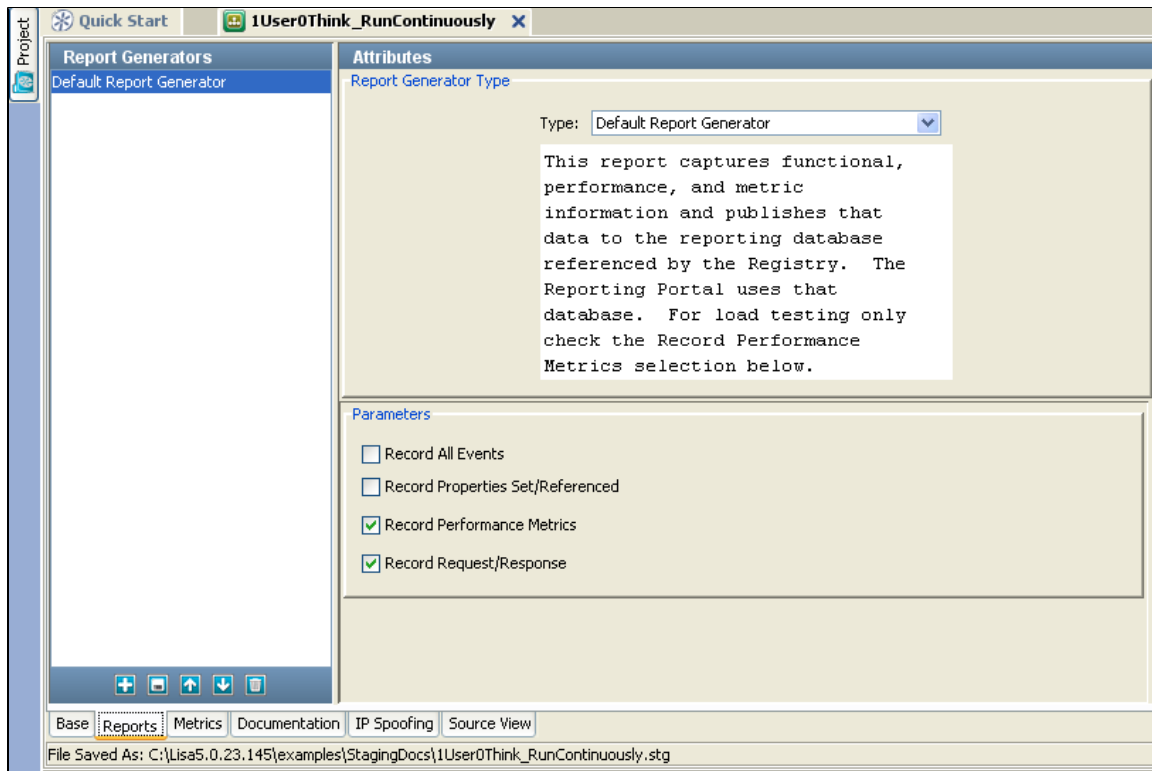 Project
Quick Start
1User0Think_RunContinuously X
Report Generators
Default Report Generator
Attributes
Report Generator Type
Type: Default Report Generator
This report captures functional,
performance, and metric
information and publishes that
data to the reporting database
referenced by the Registry.  The
Reporting Portal uses that
database.  For load testing only
check the Record Performance
Metrics selection below.
Parameters
Record All Events
Record Properties Set/Referenced
Record Performance Metrics
Record Request/Response
Base Reports Metrics Documentation IP Spoofing Source View
File Saved As: C:\Lisa5.0.23.145\examples\StagingDocs\1User0Think_RunContinuously.stg